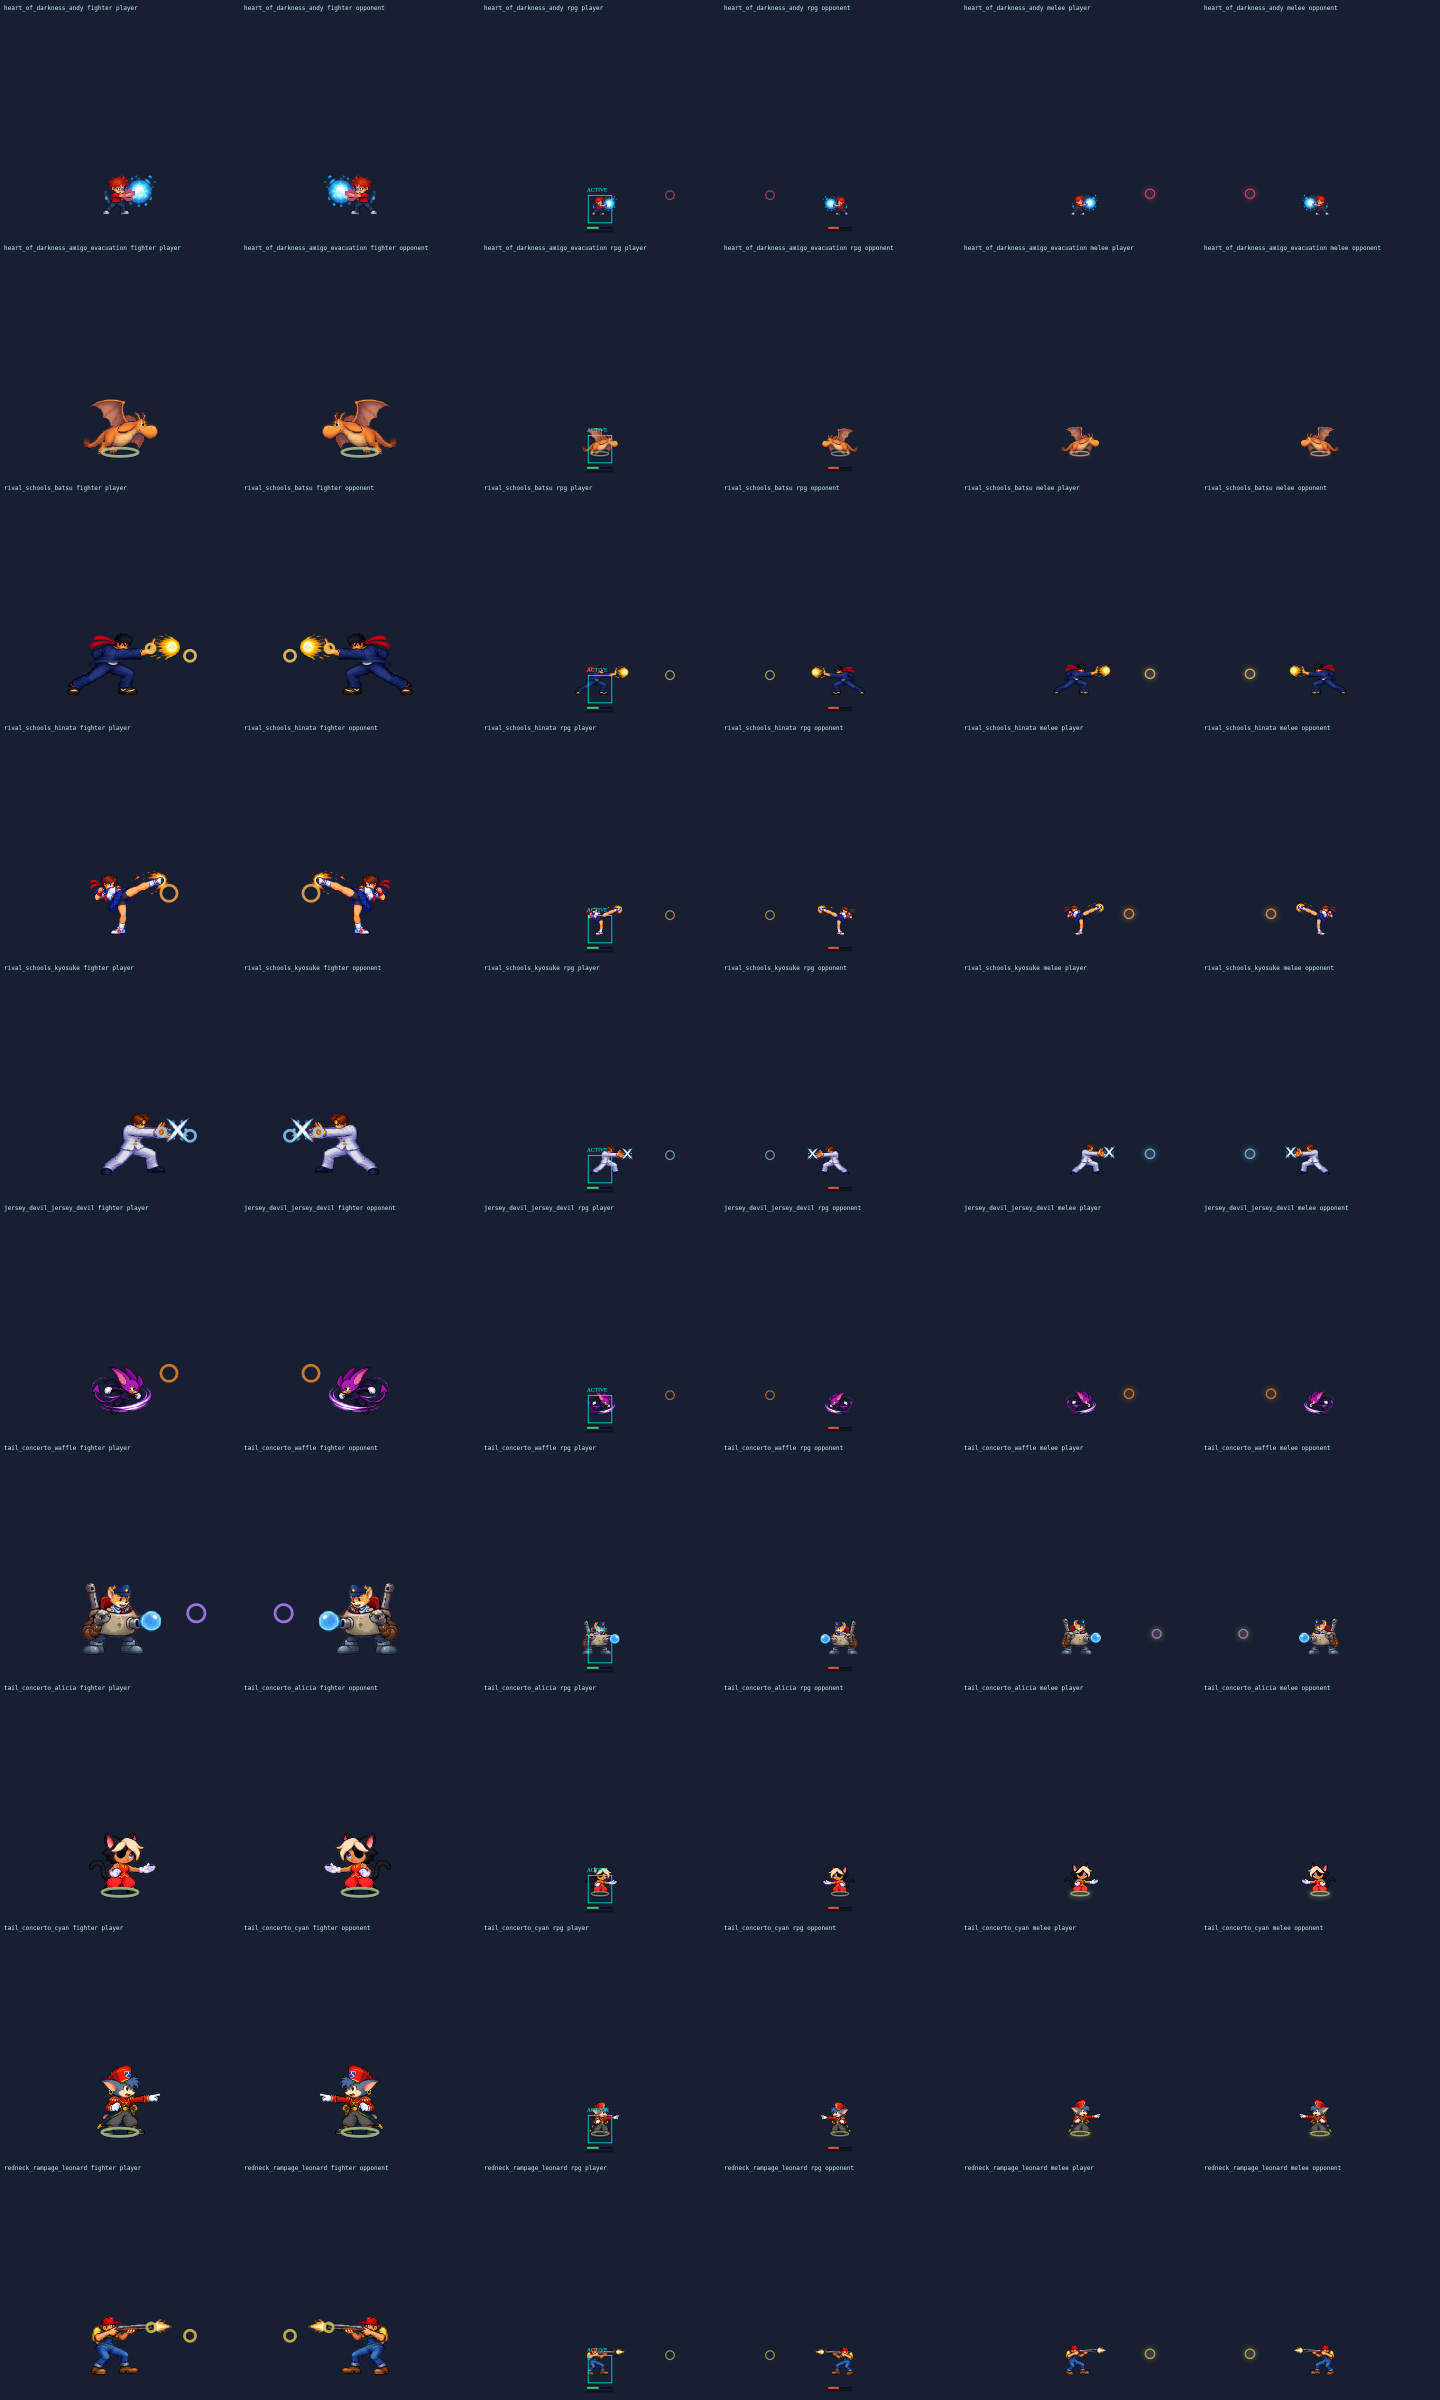 heart_of_darkness_andy fighter player heart_of_darkness_andy fighter opponent heart_of_darkness_andy rpg player heart_of_darkness_andy rpg opponent heart_of_darkness_andy melee player heart_of_darkness_andy melee opponent
ACTIVE
heart_of_darkness_amigo_evacuation fighter player heart_of_darkness_amigo_evacuation fighter opponent heart_of_darkness_amigo_evacuation rpg player heart_of_darkness_amigo_evacuation rpg opponent heart_of_darkness_amigo_evacuation melee player heart_of_darkness_amigo_evacuation melee opponent
ACTIVE
rival_schools_batsu fighter player rival_schools_batsu fighter opponent rival_schools_batsu rpg player rival_schools_batsu rpg opponent rival_schools_batsu melee player rival_schools_batsu melee opponent
ACTIVE
rival_schools_hinata fighter player rival_schools_hinata fighter opponent rival_schools_hinata rpg player rival_schools_hinata rpg opponent rival_schools_hinata melee player rival_schools_hinata melee opponent
ACTIVE
rival_schools_kyosuke fighter player rival_schools_kyosuke fighter opponent rival_schools_kyosuke rpg player rival_schools_kyosuke rpg opponent rival_schools_kyosuke melee player rival_schools_kyosuke melee opponent
ACTIVE
jersey_devil_jersey_devil fighter player jersey_devil_jersey_devil fighter opponent jersey_devil_jersey_devil rpg player jersey_devil_jersey_devil rpg opponent jersey_devil_jersey_devil melee player jersey_devil_jersey_devil melee opponent
ACTIVE
tail_concerto_waffle fighter player tail_concerto_waffle fighter opponent tail_concerto_waffle rpg player tail_concerto_waffle rpg opponent tail_concerto_waffle melee player tail_concerto_waffle melee opponent
tail_concerto_alicia fighter player tail_concerto_alicia fighter opponent tail_concerto_alicia rpg player tail_concerto_alicia rpg opponent tail_concerto_alicia melee player tail_concerto_alicia melee opponent
ACTIVE
tail_concerto_cyan fighter player tail_concerto_cyan fighter opponent tail_concerto_cyan rpg player tail_concerto_cyan rpg opponent tail_concerto_cyan melee player tail_concerto_cyan melee opponent
ACTIVE
redneck_rampage_leonard fighter player redneck_rampage_leonard fighter opponent redneck_rampage_leonard rpg player redneck_rampage_leonard rpg opponent redneck_rampage_leonard melee player redneck_rampage_leonard melee opponent
ACTIVE